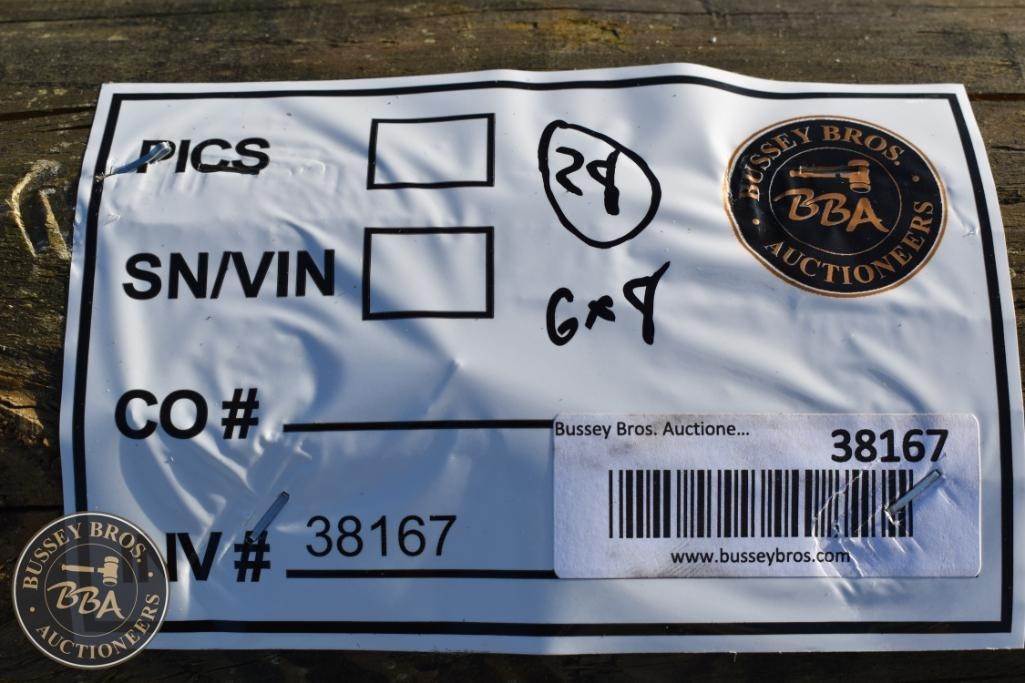 PICS
28
BUSSEY BROS.
BBA
AUCTIONEERS
SN/VIN
6x8
CO #
Bussey Bros. Auctione...
38167
www.busseybros.com
IV # 38167
BUSSEY BROS.
BBA
AUCTIONEERS